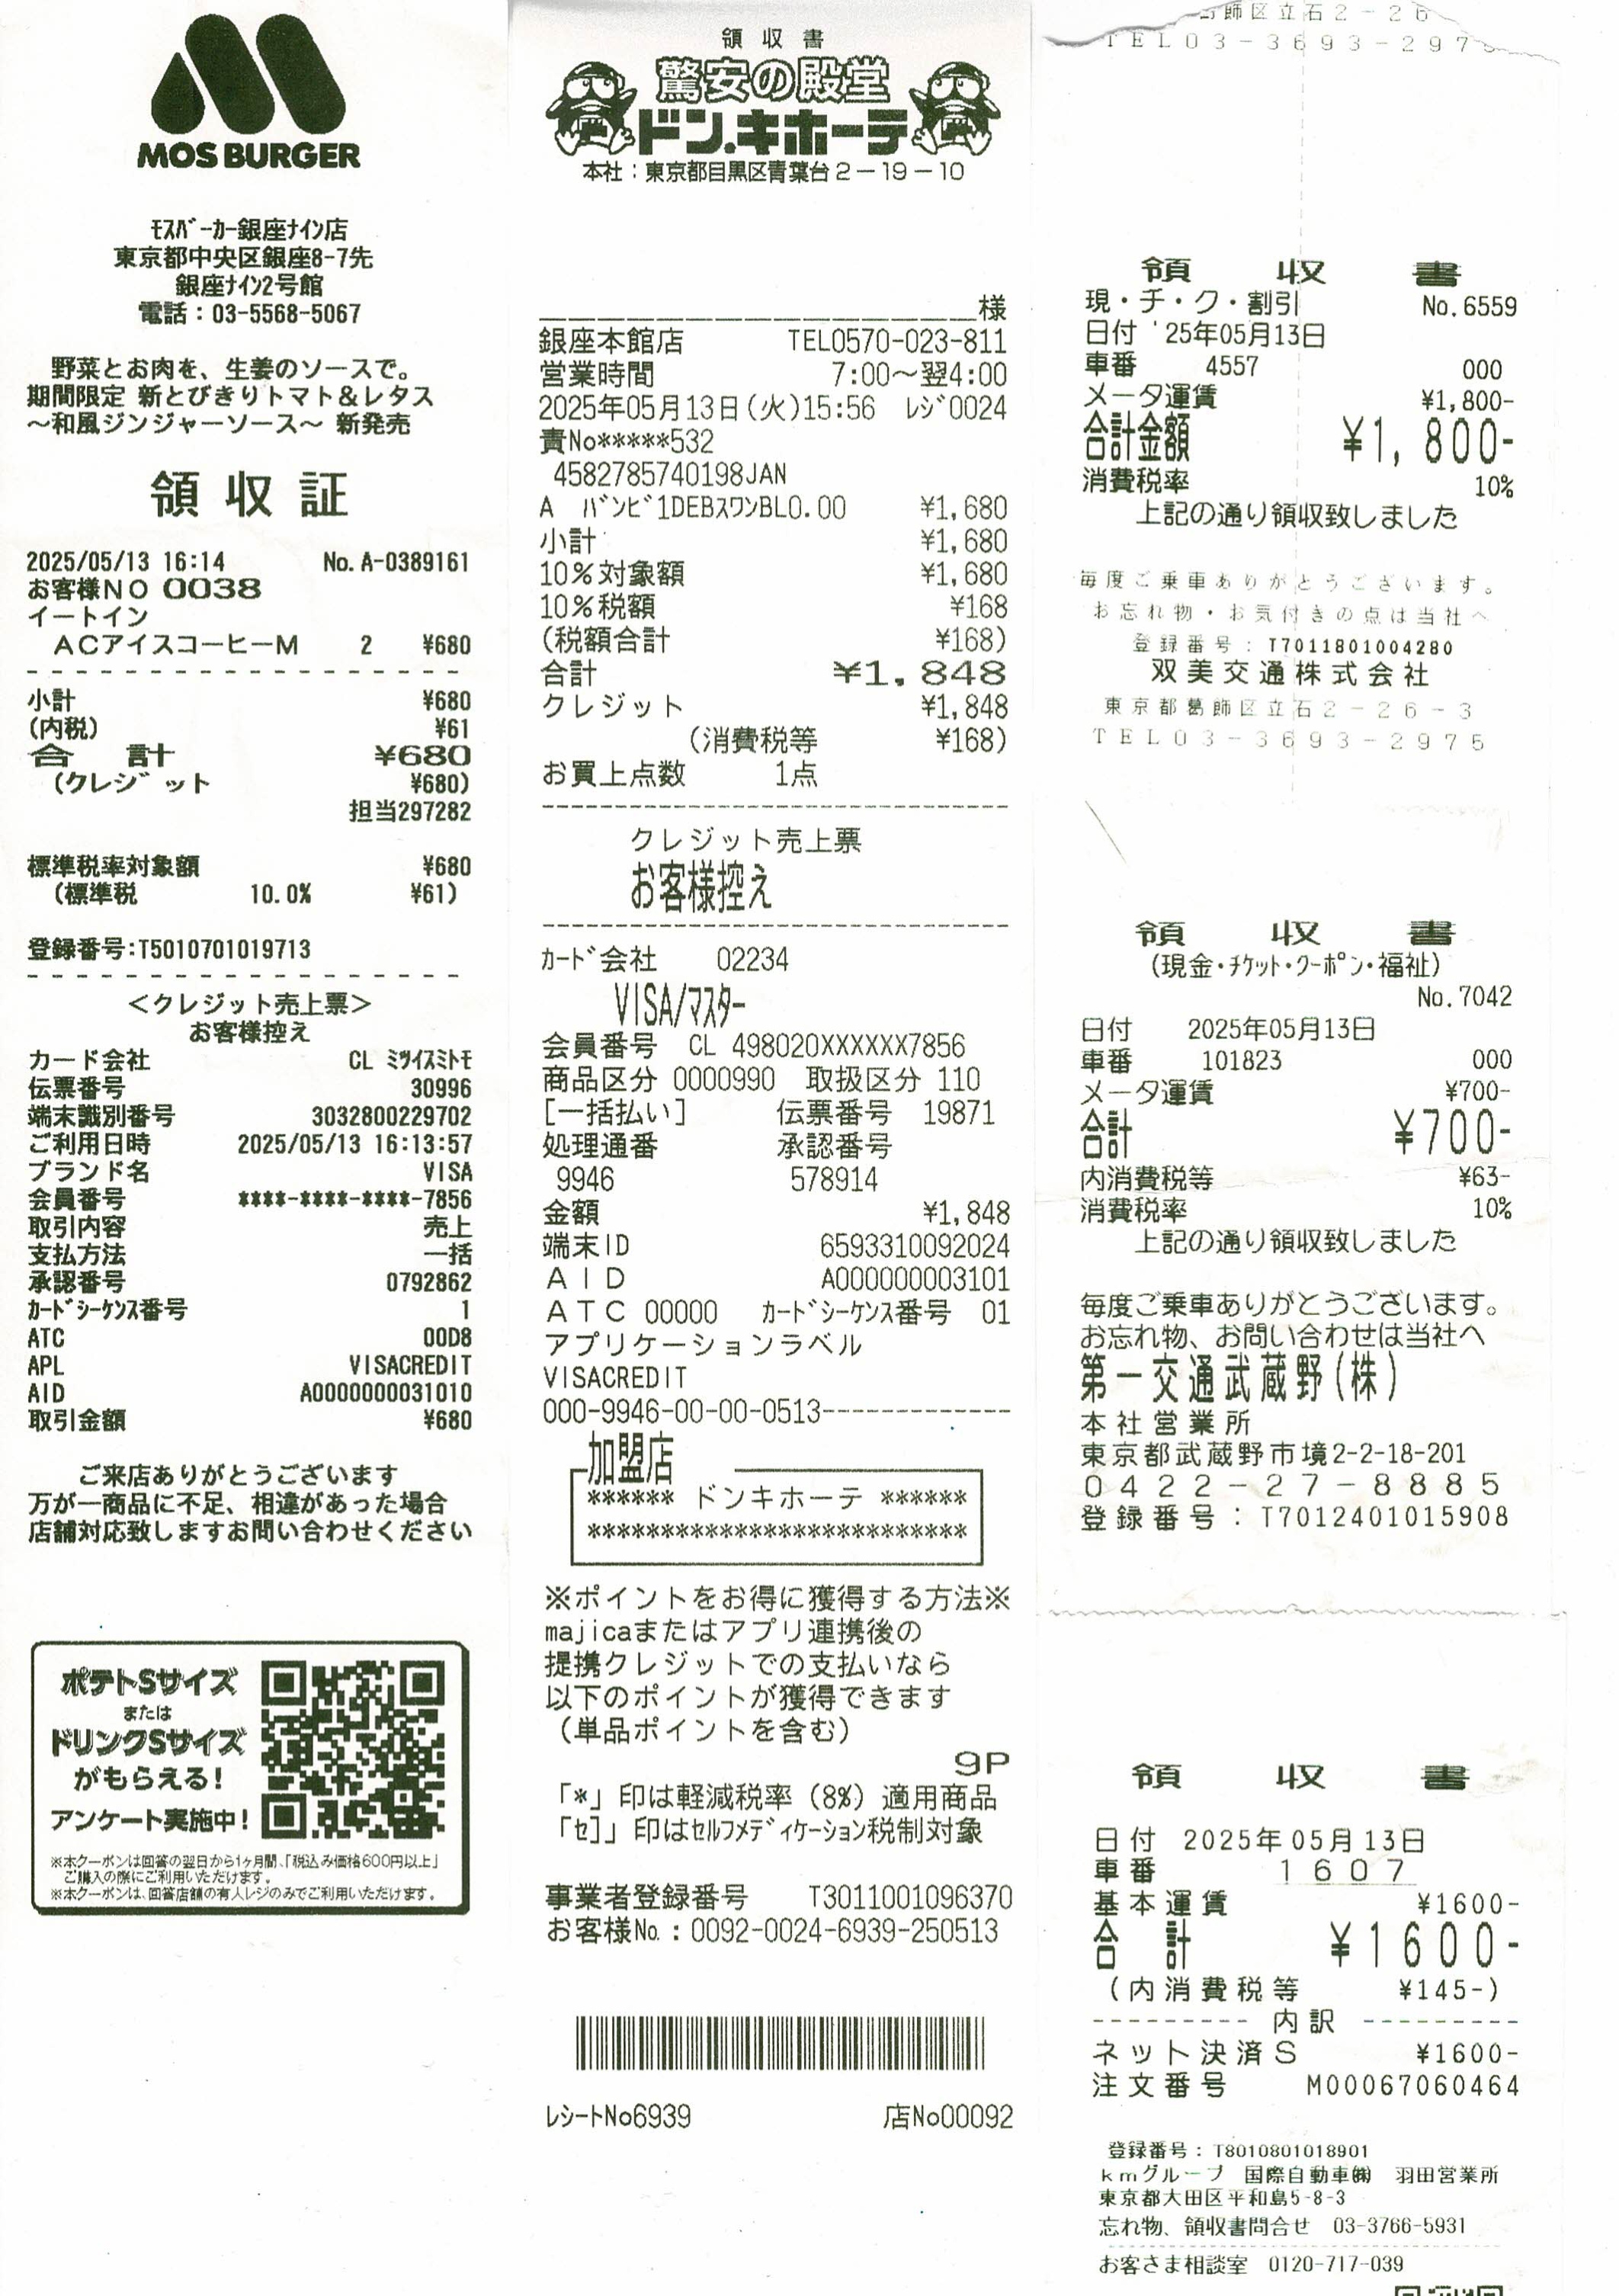 MOS BURGER
ﾓｽﾊﾞｰｶﾞｰ銀座ﾅｲﾝ店
東京都中央区銀座8-7先
銀座ﾅｲﾝ2号館
電話：03-5568-5067
野菜とお肉を、生姜のソースで。
期間限定 新とびきりトマト＆レタス
～和風ジンジャーソース～ 新発売
領収証
2025/05/13 16:14 No.A-0389161
お客様ＮＯ 0038
イートイン
ＡＣアイスコーヒーＭ 2 ¥680
小計 ¥680
(内税) ¥61
合 計 ¥680
(クレジット ¥680)
担当297282
標準税率対象額 ¥680
(標準税 10.0% ¥61)
登録番号:T5010701019713
＜クレジット売上票＞
お客様控え
カード会社 CL ﾐﾂｲｽﾐﾄﾓ
伝票番号 30996
端末識別番号 3032800229702
ご利用日時 2025/05/13 16:13:57
ブランド名 VISA
会員番号 ****-****-****-7856
取引内容 売上
支払方法 一括
承認番号 0792862
ｶｰﾄﾞｼｰｹﾝｽ番号 1
ATC 00D8
APL VISACREDIT
AID A0000000031010
取引金額 ¥680
ご来店ありがとうございます
万が一商品に不足、相違があった場合
店舗対応致しますお問い合わせください
ポテトSサイズ
または
ドリンクSサイズ
がもらえる！
アンケート実施中！
※本クーポンは回答の翌日から1ヶ月間、「税込み価格600円以上」
ご購入の際にご利用いただけます。
※本クーポンは、回答店舗の有人レジのみでご利用いただけます。
領収書
驚安の殿堂
ドン.キホーテ
本社：東京都目黒区青葉台２－19－10
様
銀座本館店 TEL0570-023-811
営業時間 7:00～翌4:00
2025年05月13日(火)15:56 ﾚｼﾞ0024
責No*****532
4582785740198JAN
A ﾊﾞﾝﾋﾞ1DEBｽﾜﾝBL0.00 ¥1,680
小計 ¥1,680
10%対象額 ¥1,680
10%税額 ¥168
(税額合計 ¥168)
合計 ¥1,848
クレジット ¥1,848
(消費税等 ¥168)
お買上点数 1点
クレジット売上票
お客様控え
ｶｰﾄﾞ会社 02234
VISA/ﾏｽﾀｰ
会員番号 CL 498020XXXXXX7856
商品区分 0000990 取扱区分 110
[一括払い] 伝票番号 19871
処理通番 承認番号
9946 578914
金額 ¥1,848
端末ID 6593310092024
ＡＩＤ A000000003101
ＡＴＣ 00000 ｶｰﾄﾞｼｰｹﾝｽ番号 01
アプリケーションラベル
VISACREDIT
000-9946-00-00-0513-------------
加盟店
****** ドンキホーテ ******
**************************
※ポイントをお得に獲得する方法※
majicaまたはアプリ連携後の
提携クレジットでの支払いなら
以下のポイントが獲得できます
（単品ポイントを含む）
9P
「*」印は軽減税率（8%）適用商品
「ｾ]」印はｾﾙﾌﾒﾃﾞｨｹｰｼｮﾝ税制対象
事業者登録番号 T3011001096370
お客様No.：0092-0024-6939-250513
ﾚｼｰﾄNo6939 店No00092
飾区立石２－２６
ＴＥＬ０３－３６９３－２９７
領 収 書
現・チ・ク・割引 No.6559
日付 '25年05月13日
車番 4557 000
メータ運賃 ¥1,800-
合計金額 ¥1,800-
消費税率 10%
上記の通り領収致しました
毎度ご乗車ありがとうございます。
お忘れ物・お気付きの点は当社へ
登録番号：T7011801004280
双美交通株式会社
東京都葛飾区立石２－２６－３
ＴＥＬ０３－３６９３－２９７５
領 収 書
(現金・ﾁｹｯﾄ・ｸｰﾎﾟﾝ・福祉)
No.7042
日付 2025年05月13日
車番 101823 000
メータ運賃 ¥700-
合計 ¥700-
内消費税等 ¥63-
消費税率 10%
上記の通り領収致しました
毎度ご乗車ありがとうございます。
お忘れ物、お問い合わせは当社へ
第一交通武蔵野(株)
本社営業所
東京都武蔵野市境2-2-18-201
０４２２－２７－８８８５
登録番号：T7012401015908
領 収 書
日付 2025年05月13日
車番 1607
基本運賃 ¥1600-
合 計 ¥1600-
(内消費税等 ¥145-)
--------- 内訳 ---------
ネット決済Ｓ ¥1600-
注文番号 M00067060464
登録番号：T8010801018901
ｋｍグループ 国際自動車㈱ 羽田営業所
東京都大田区平和島5-8-3
忘れ物、領収書問合せ 03-3766-5931
お客さま相談室 0120-717-039